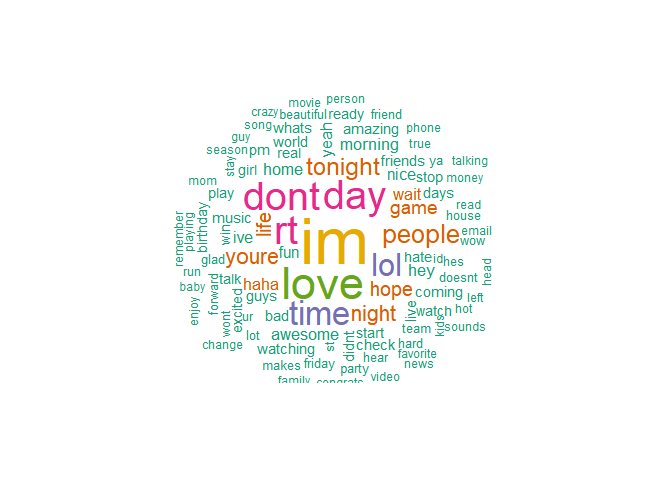 movie person
crazy beautiful ready friend
song whats yeah amazing phone
guy world morning true
season pm real tonight friends ya talking
stay girl home nice stop money
mom play dont day wait days
game read
house
remember playing birthday music win life rt im people email
wow
glad ive youre fun lol hate id hes
run talk haha love hey doesnt head
baby forward hope coming
enjoy wont excited guys time night live watch left hot
ur bad team kids sounds
lot awesome st didnt start
change watching check hard
makes friday hear favorite
party news
family congrats video